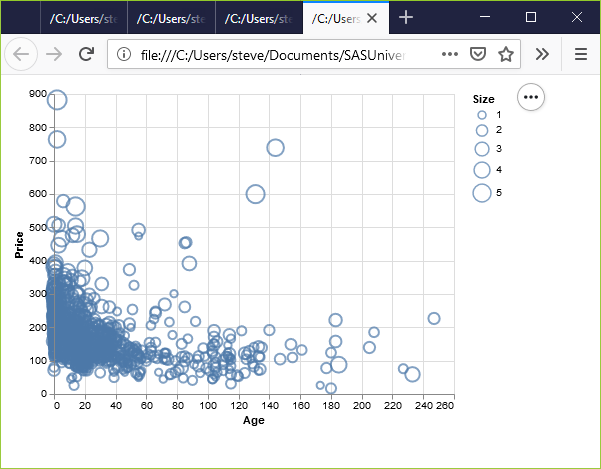 /C:/Users/ste
/C:/Users/ste
/C:/Users/ste
/C:/Users
file:///C:/Users/steve/Documents/SASUniver
900
800
700
600
500
400
300
200
100
0
Price
0 20 40 60 80 100 120 140 160 180 200 220 240 260
Age
Size
1
2
3
4
5